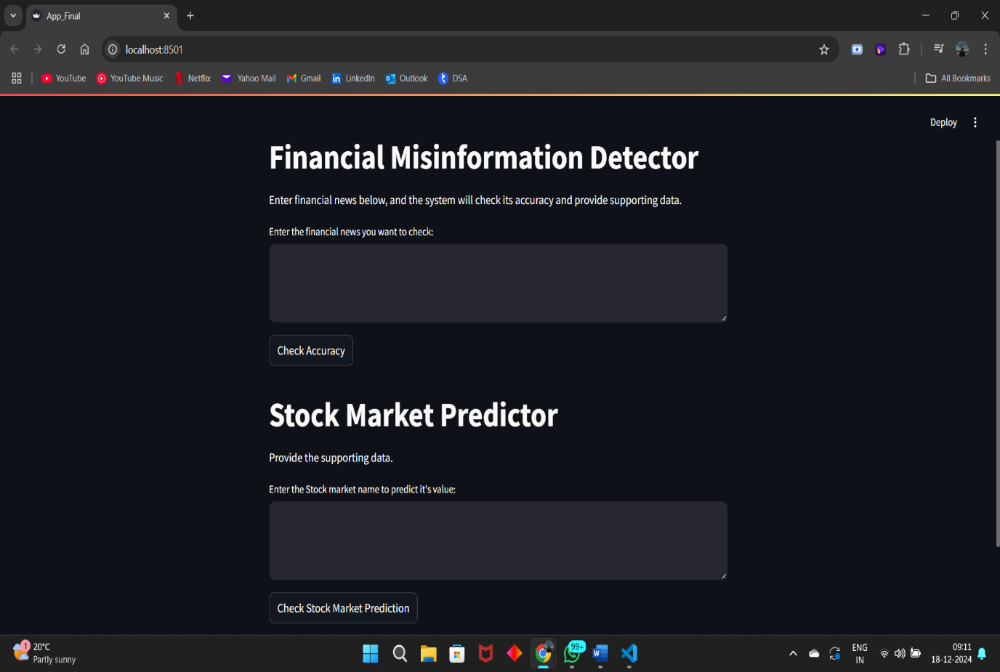 App_Final
localhost:8501
YouTube YouTube Music Netflix Yahoo Mail Gmail LinkedIn Outlook DSA All Bookmarks
Deploy
Financial Misinformation Detector
Enter financial news below, and the system will check its accuracy and provide supporting data.
Enter the financial news you want to check:
Check Accuracy
Stock Market Predictor
Provide the supporting data.
Enter the Stock market name to predict it's value:
Check Stock Market Prediction
1 20°C 99+ ENG 09:11
Partly sunny IN 18-12-2024